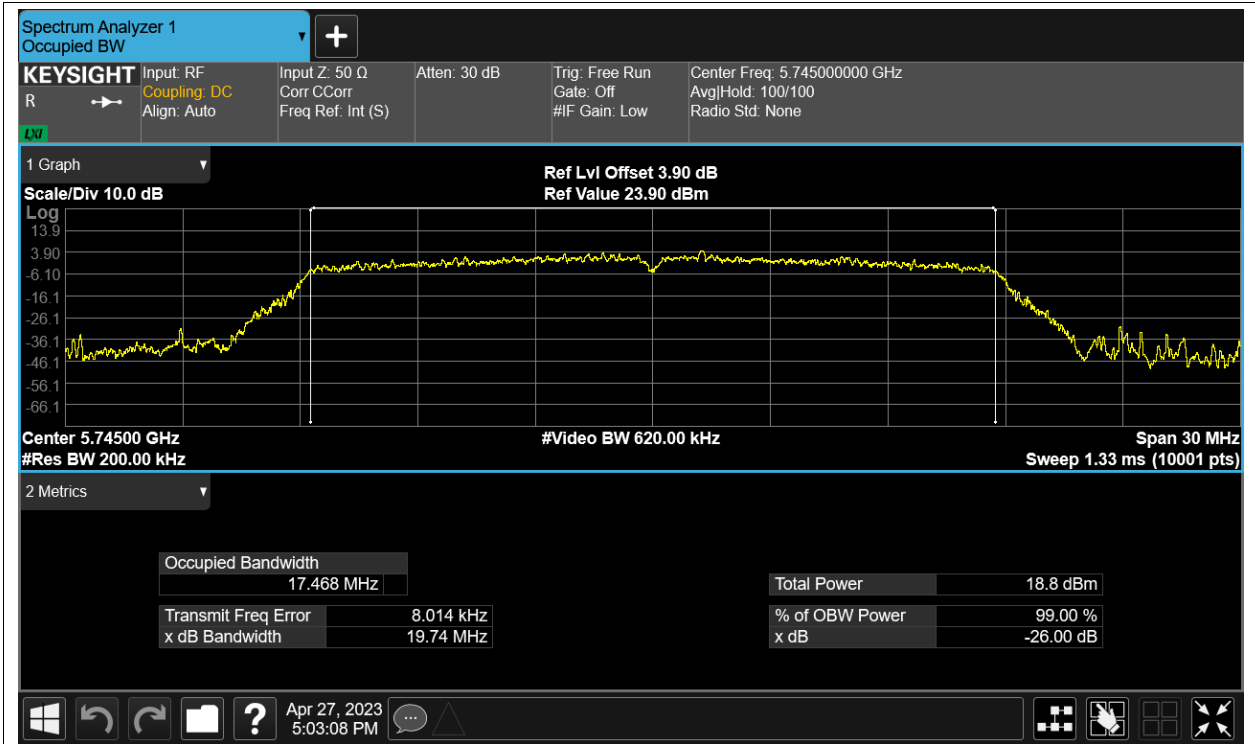 Spectrum Analyzer 1
Occupied BW
KEYSIGHT Input: RF Input Z: 50 Ω Atten: 30 dB Trig: Free Run Center Freq: 5.745000000 GHz
R Coupling: DC Corr CCorr Gate: Off Avg|Hold: 100/100
Align: Auto Freq Ref: Int (S) #IF Gain: Low Radio Std: None
LXI
1 Graph Ref Lvl Offset 3.90 dB
Scale/Div 10.0 dB Ref Value 23.90 dBm
Log
13.9
3.90
-6.10
-16.1
-26.1
-36.1
-46.1
-56.1
-66.1
Center 5.74500 GHz #Video BW 620.00 kHz Span 30 MHz
#Res BW 200.00 kHz Sweep 1.33 ms (10001 pts)
2 Metrics
Occupied Bandwidth
17.468 MHz Total Power 18.8 dBm
Transmit Freq Error 8.014 kHz % of OBW Power 99.00 %
x dB Bandwidth 19.74 MHz x dB -26.00 dB
? Apr 27, 2023
5:03:08 PM